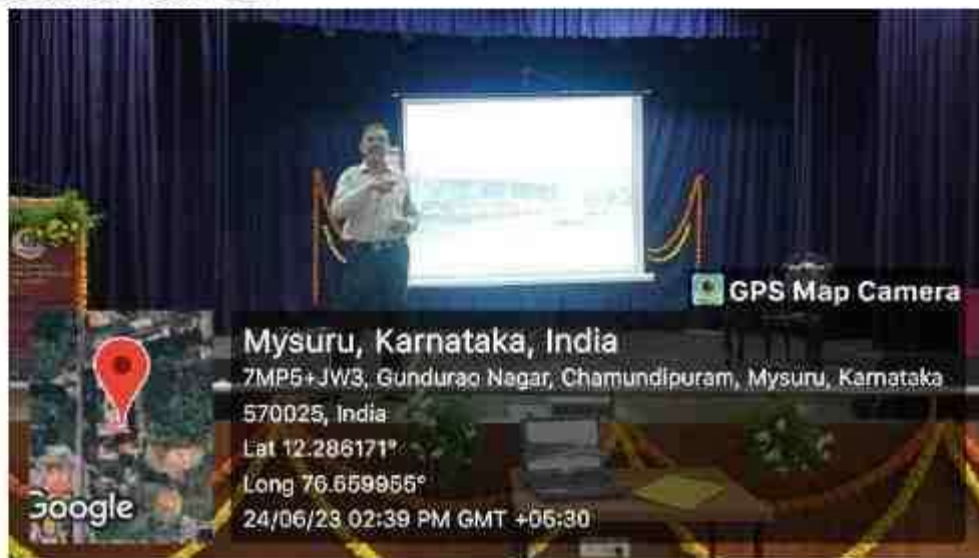 GPS Map Camera
Mysuru, Karnataka, India
7MP5+JW3, Gundurao Nagar, Chamundipuram, Mysuru, Karnataka
570025, India
Lat 12.286171°
Long 76.659955°
24/06/23 02:39 PM GMT +05:30
Google